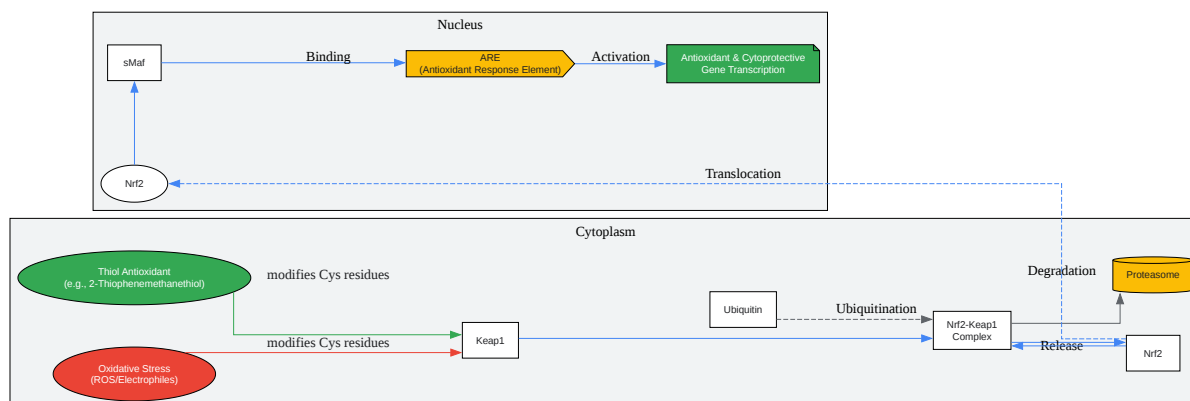 Nucleus
sMaf
Binding
ARE
(Antioxidant Response Element)
Activation
Antioxidant & Cytoprotective
Gene Transcription
Nrf2
Translocation
Cytoplasm
Thiol Antioxidant
(e.g., 2-Thiophenemethanethiol)
modifies Cys residues
Degradation
Proteasome
Ubiquitin
Ubiquitination
Nrf2-Keap1
Complex
Keap1
modifies Cys residues
Release
Nrf2
Oxidative Stress
(ROS/Electrophiles)